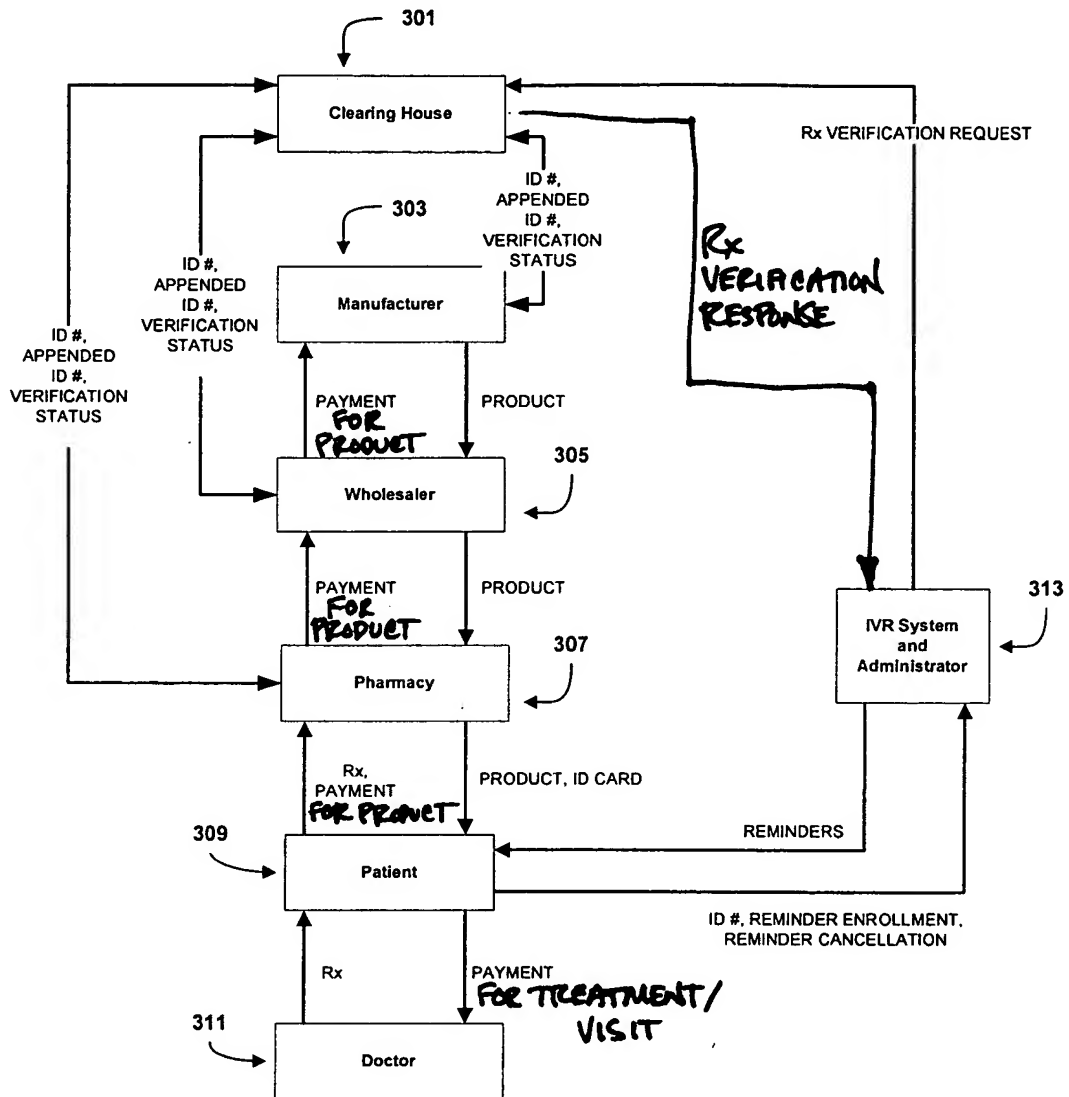 301
Clearing House
Rx VERIFICATION REQUEST
ID #,
APPENDED
ID #,
VERIFICATION
STATUS
303
Rx
VERIFICATION
RESPONSE
Manufacturer
ID #,
APPENDED
ID #,
VERIFICATION
STATUS
ID #,
APPENDED
ID #,
VERIFICATION
STATUS
PAYMENT
FOR
PRODUCT
PRODUCT
305
Wholesaler
PAYMENT
FOR
PRODUCT
PRODUCT
313
IVR System
and
Administrator
307
Pharmacy
Rx,
PAYMENT
FOR PRODUCT
PRODUCT, ID CARD
309
REMINDERS
Patient
ID #, REMINDER ENROLLMENT,
REMINDER CANCELLATION
Rx
PAYMENT
FOR TREATMENT/
VISIT
311
Doctor